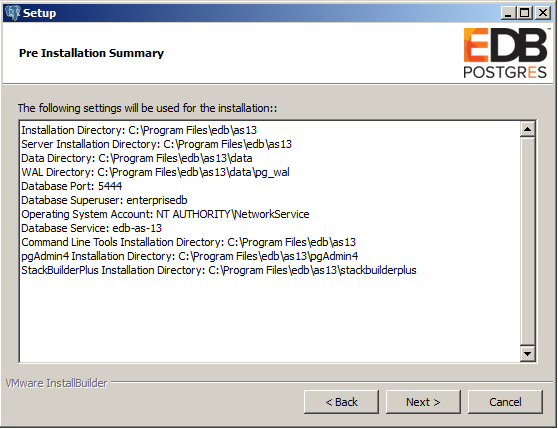 Setup
EDB
POSTGRES
Pre Installation Summary
The following settings will be used for the installation::
Installation Directory: C:\Program Files\edb\as13
Server Installation Directory: C:\Program Files\edb\as13
Data Directory: C:\Program Files\edb\as13\data
WAL Directory: C:\Program Files\edb\as13\data\pg_wal
Database Port: 5444
Database Superuser: enterprisedb
Operating System Account: NT AUTHORITY\NetworkService
Database Service: edb-as-13
Command Line Tools Installation Directory: C:\Program Files\edb\as13
pgAdmin4 Installation Directory: C:\Program Files\edb\as13\pgAdmin4
StackBuilderPlus Installation Directory: C:\Program Files\edb\as13\stackbuilderplus
VMware InstallBuilder
< Back Next > Cancel